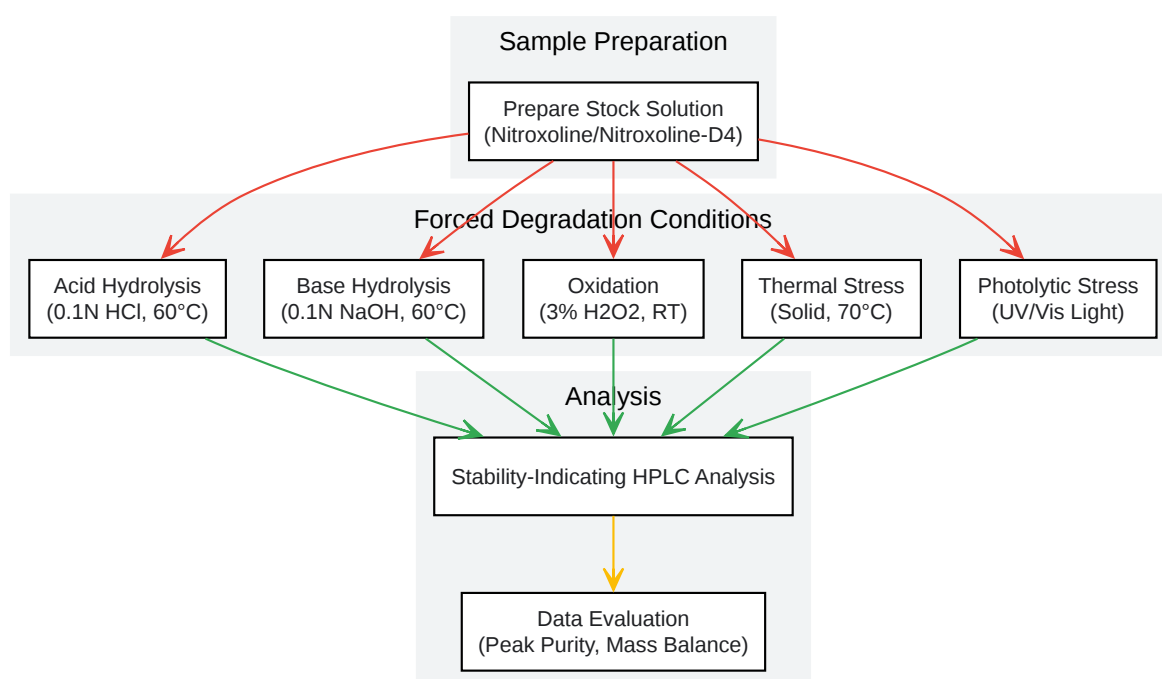 Sample Preparation
Prepare Stock Solution
(Nitroxoline/Nitroxoline-D4)
Forced Degradation Conditions
Acid Hydrolysis
(0.1N HCl, 60°C)
Base Hydrolysis
(0.1N NaOH, 60°C)
Oxidation
(3% H2O2, RT)
Thermal Stress
(Solid, 70°C)
Photolytic Stress
(UV/Vis Light)
Analysis
Stability-Indicating HPLC Analysis
Data Evaluation
(Peak Purity, Mass Balance)